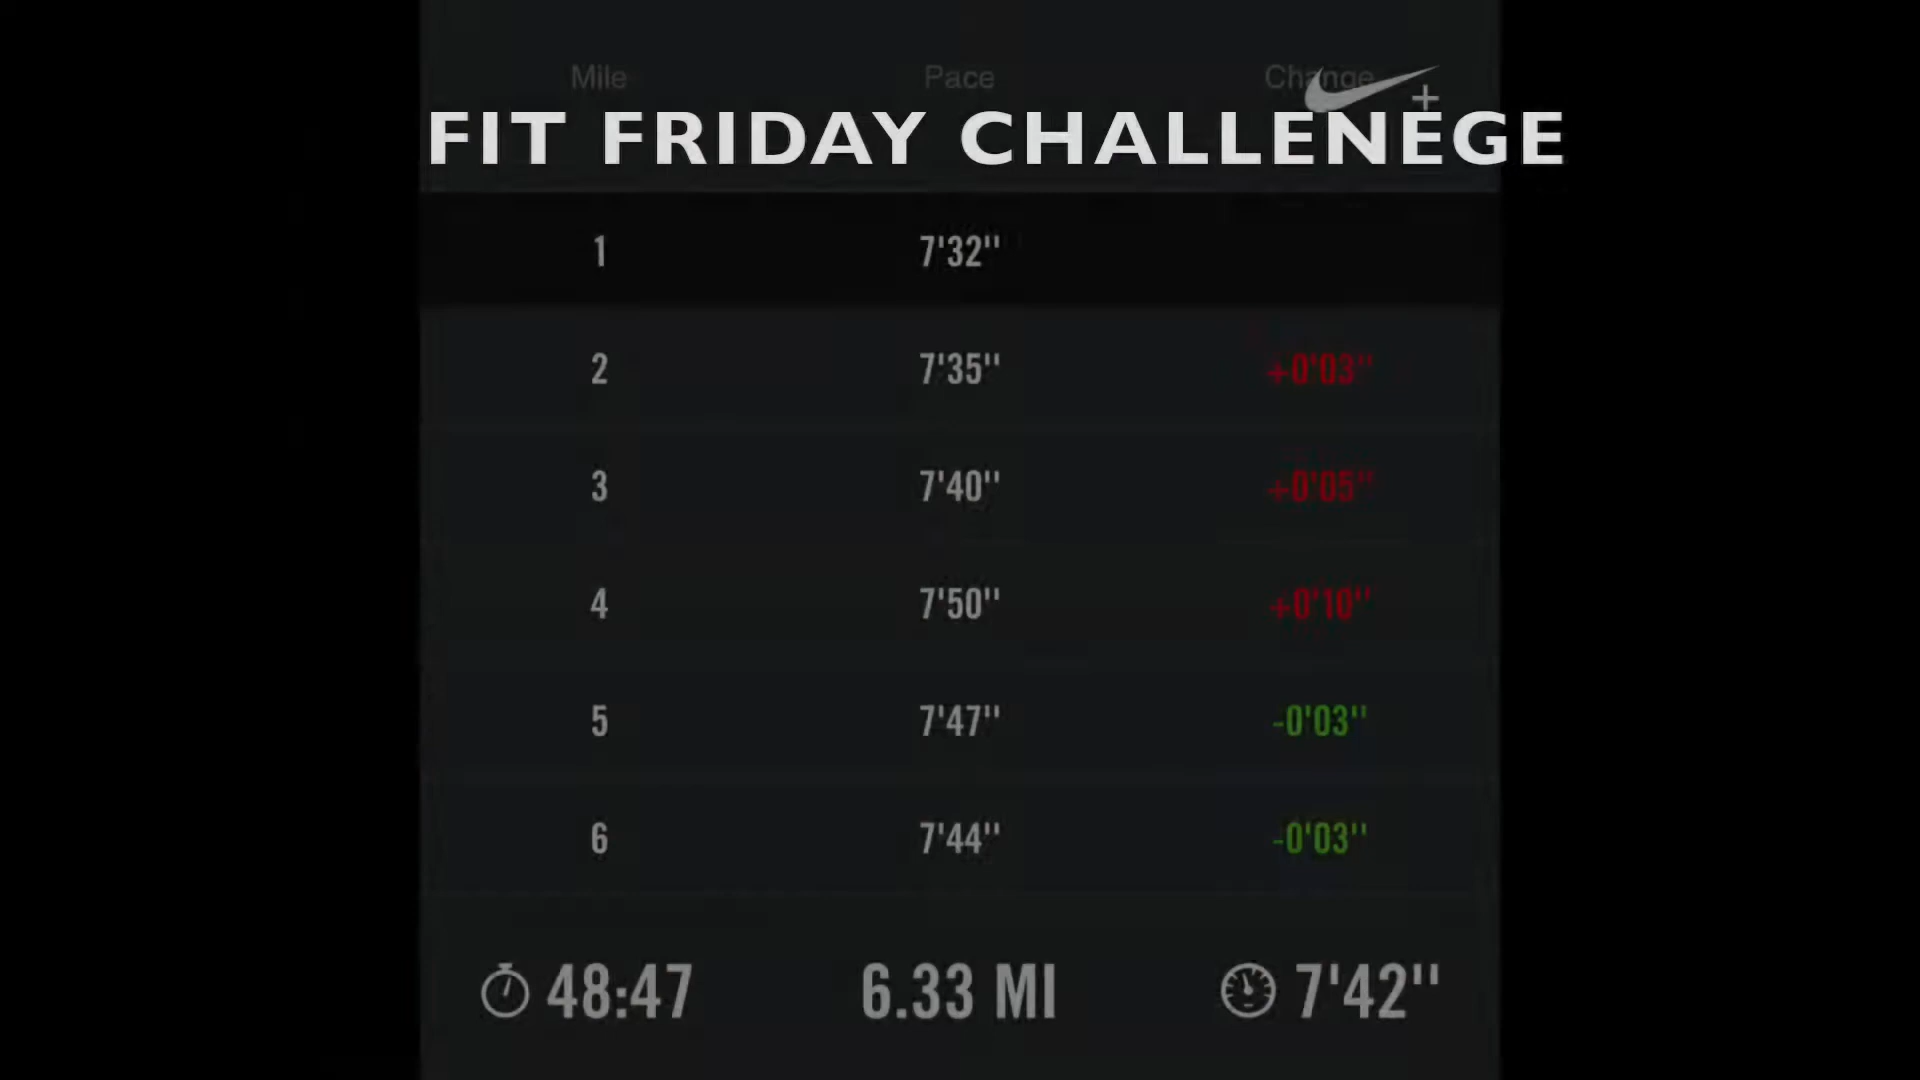 Mile Pace Change
+
FIT FRIDAY CHALLENEGE
1 7'32''
2 7'35'' +0'03''
3 7'40'' +0'05''
4 7'50'' +0'10''
5 7'47'' -0'03''
6 7'44'' -0'03''
48:47 6.33 MI 7'42''